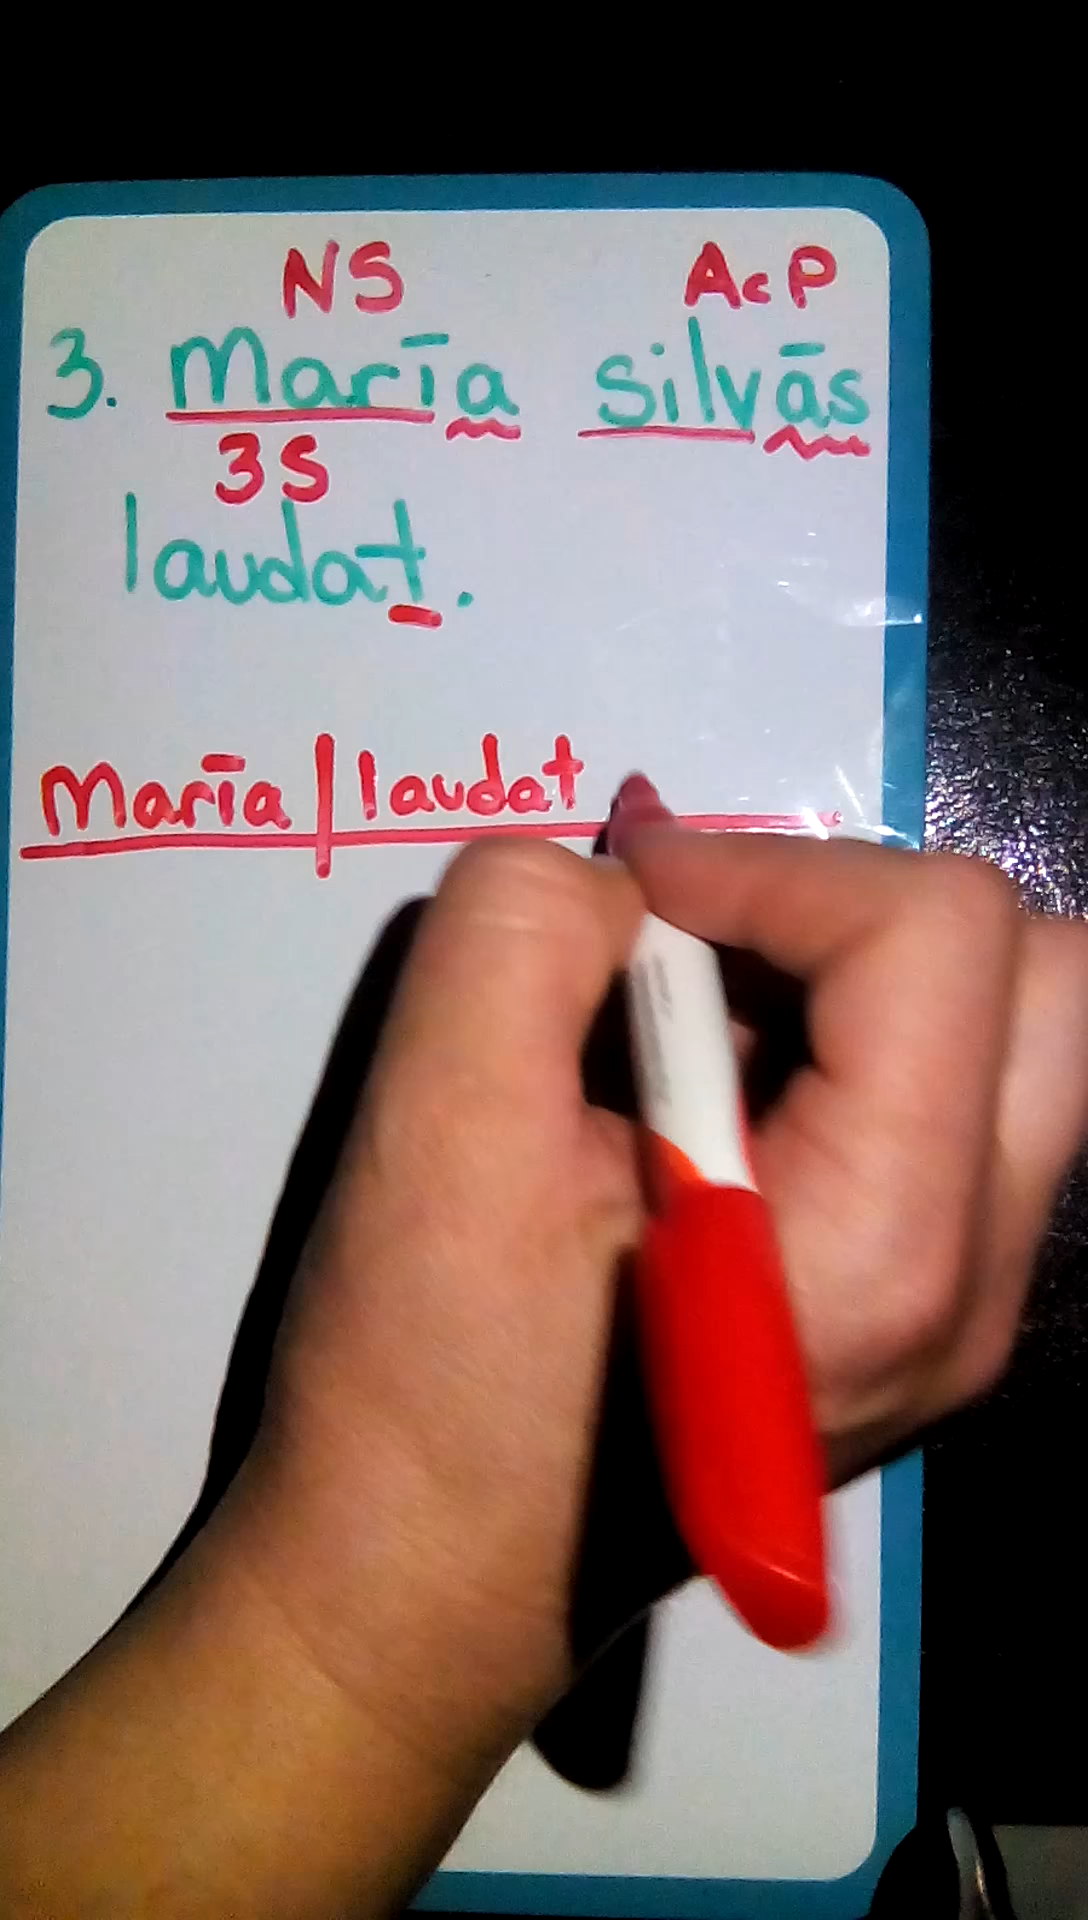 NS AcP
3. Marīa silvās
3S
laudat.
Marīa | laudat